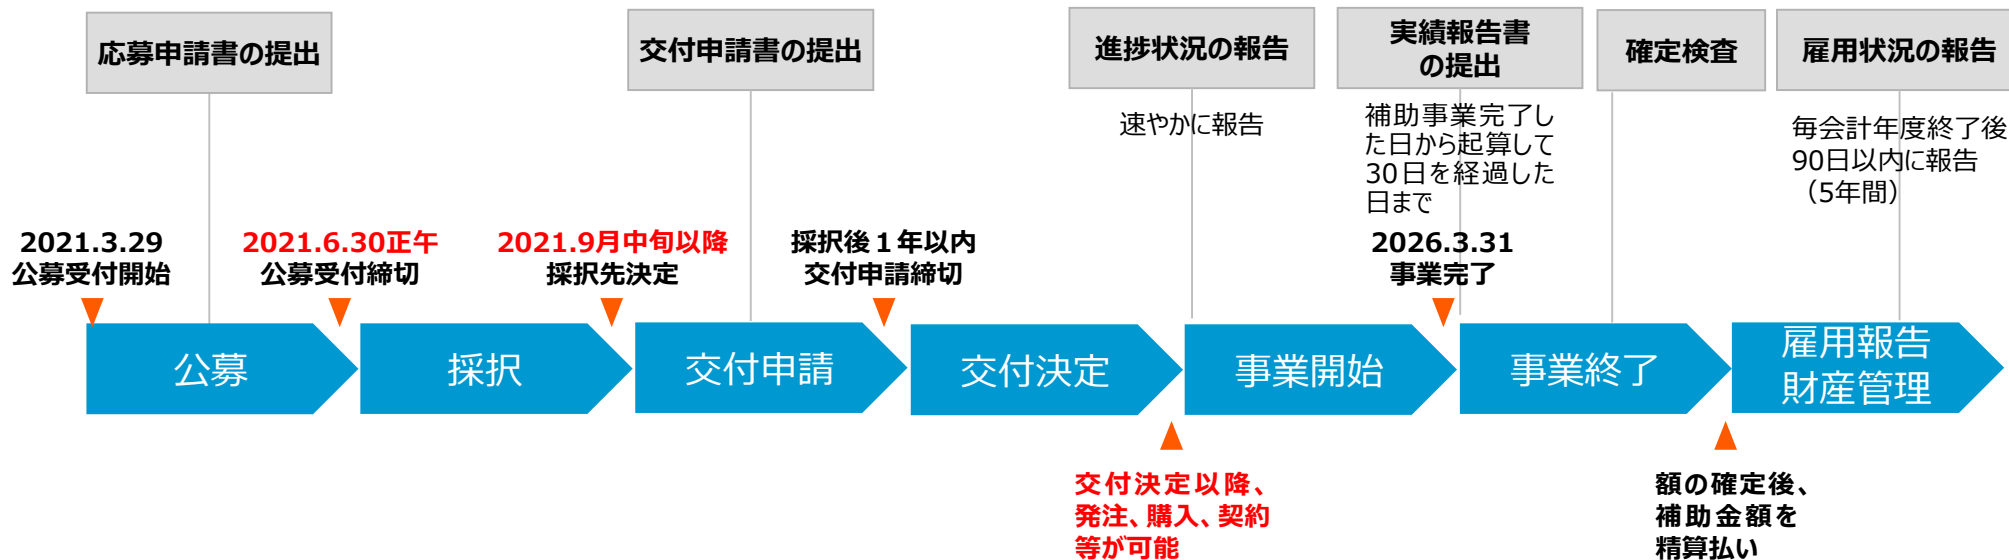 応募申請書の提出
交付申請書の提出
進捗状況の報告
実績報告書
の提出
確定検査
雇用状況の報告
速やかに報告
補助事業完了し
た日から起算して
30日を経過した
日まで
毎会計年度終了後
90日以内に報告
（5年間）
2021.3.29
公募受付開始
2021.6.30正午
公募受付締切
2021.9月中旬以降
採択先決定
採択後１年以内
交付申請締切
2026.3.31
事業完了
公募
採択
交付申請
交付決定
事業開始
事業終了
雇用報告
財産管理
交付決定以降、
発注、購入、契約
等が可能
額の確定後、
補助金額を
精算払い